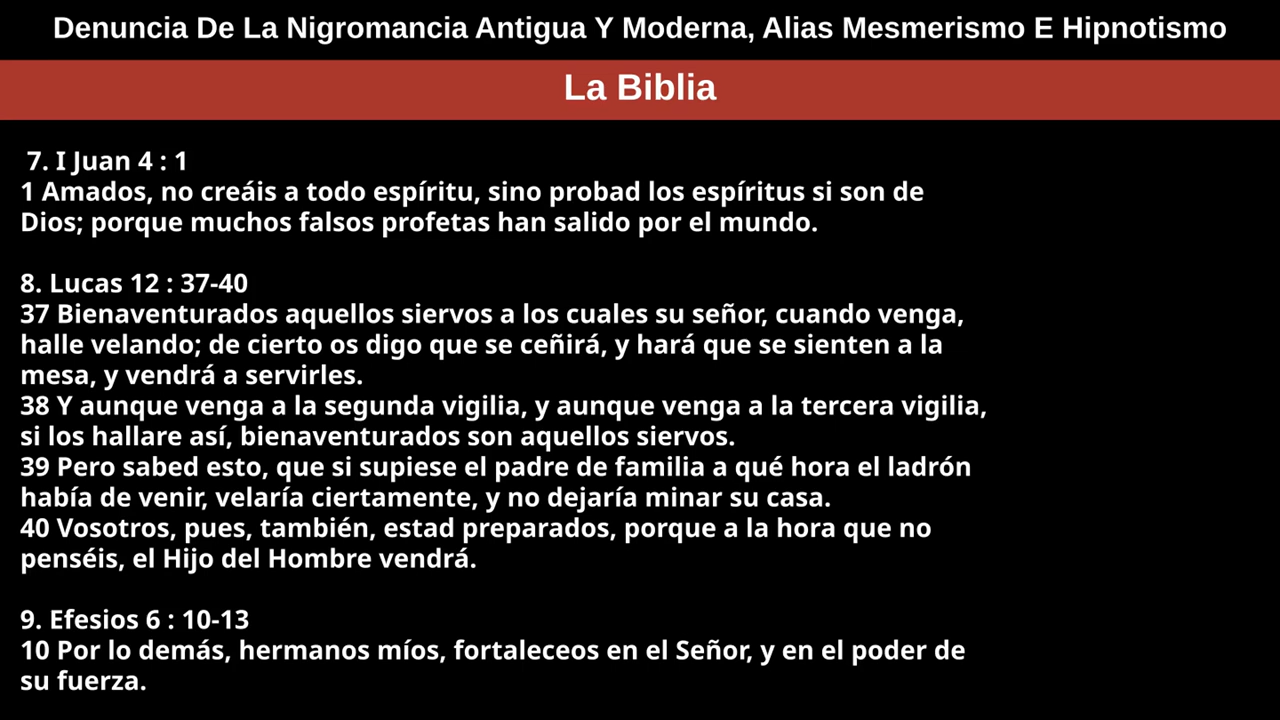 Denuncia De La Nigromancia Antigua Y Moderna, Alias Mesmerismo E Hipnotismo
La Biblia
7. I Juan 4 : 1
1 Amados, no creáis a todo espíritu, sino probad los espíritus si son de
Dios; porque muchos falsos profetas han salido por el mundo.
8. Lucas 12 : 37-40
37 Bienaventurados aquellos siervos a los cuales su señor, cuando venga,
halle velando; de cierto os digo que se ceñirá, y hará que se sienten a la
mesa, y vendrá a servirles.
38 Y aunque venga a la segunda vigilia, y aunque venga a la tercera vigilia,
si los hallare así, bienaventurados son aquellos siervos.
39 Pero sabed esto, que si supiese el padre de familia a qué hora el ladrón
había de venir, velaría ciertamente, y no dejaría minar su casa.
40 Vosotros, pues, también, estad preparados, porque a la hora que no
penséis, el Hijo del Hombre vendrá.
9. Efesios 6 : 10-13
10 Por lo demás, hermanos míos, fortaleceos en el Señor, y en el poder de
su fuerza.